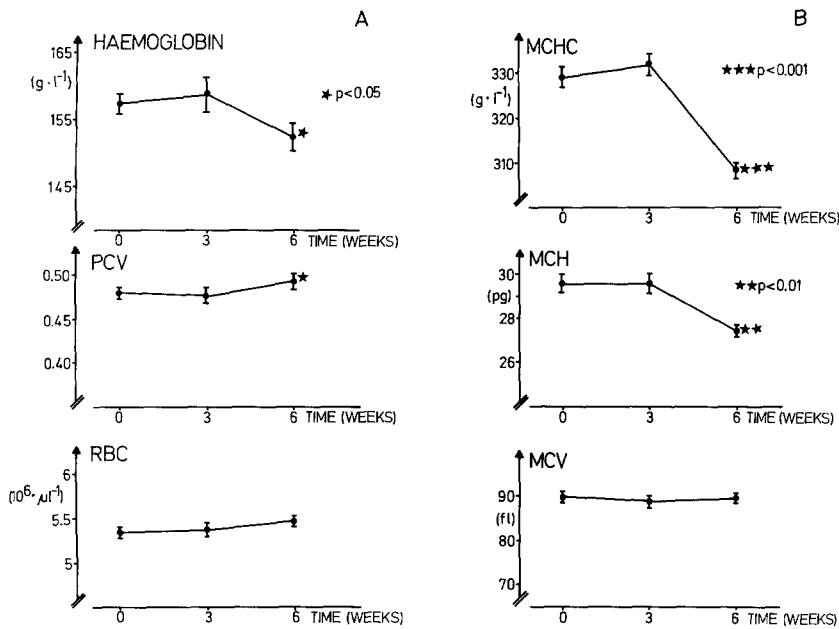 A
HAEMOGLOBIN
165
(g·l⁻¹)
155
145
★ p<0.05
★
0 3 6 TIME (WEEKS)
PCV
0.50
0.45
0.40
★
0 3 6 TIME (WEEKS)
RBC
6
(10⁶·µl⁻¹)
5.5
5
0 3 6 TIME (WEEKS)
B
MCHC
330
(g·l⁻¹)
320
310
★★★p<0.001
★★★
0 3 6 TIME (WEEKS)
MCH
30
(pg)
28
26
★★p<0.01
★★
0 3 6 TIME (WEEKS)
MCV
90
(fl)
80
70
0 3 6 TIME (WEEKS)